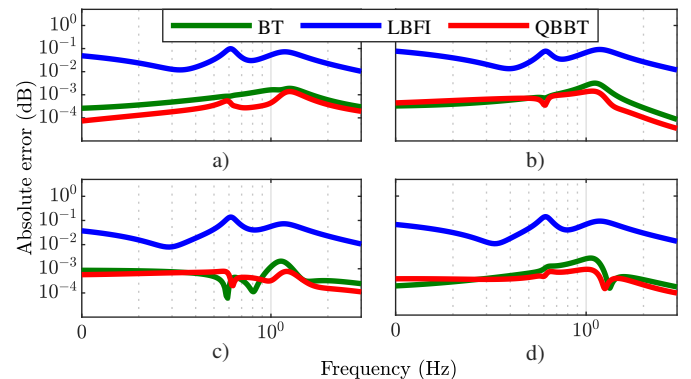 BT LBFI QBBT
10^0
10^-1
10^-2
10^-3
10^-4
a) b)
Absolute error (dB)
10^0
10^-1
10^-2
10^-3
10^-4
0 10^0 0 10^0
c) d)
Frequency (Hz)